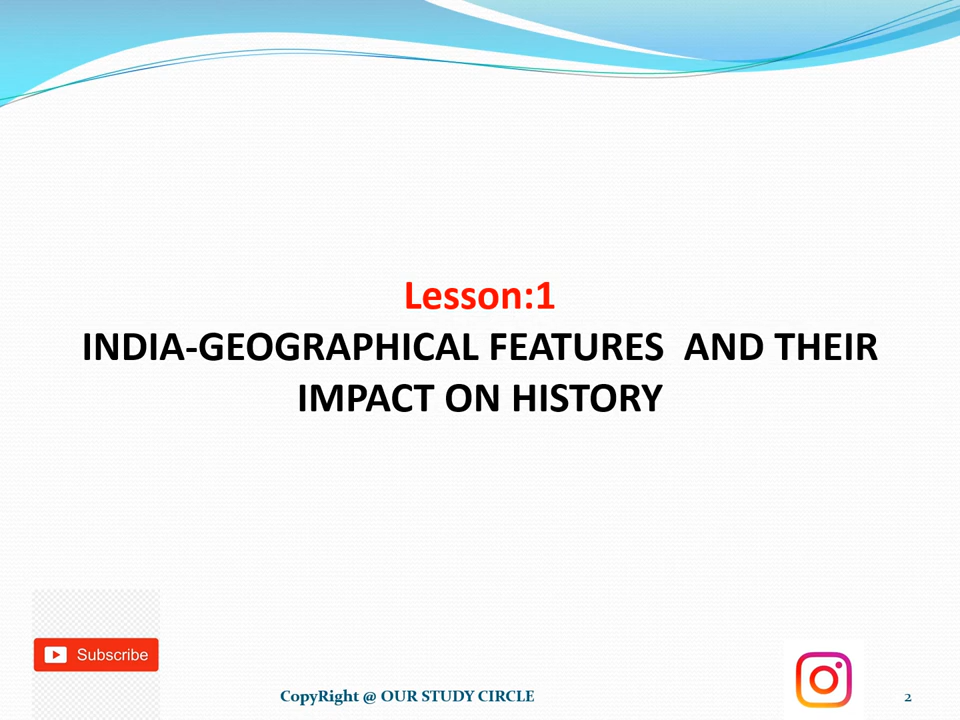 Lesson:1
INDIA-GEOGRAPHICAL FEATURES  AND THEIR
IMPACT ON HISTORY
Subscribe
CopyRight @ OUR STUDY CIRCLE
2